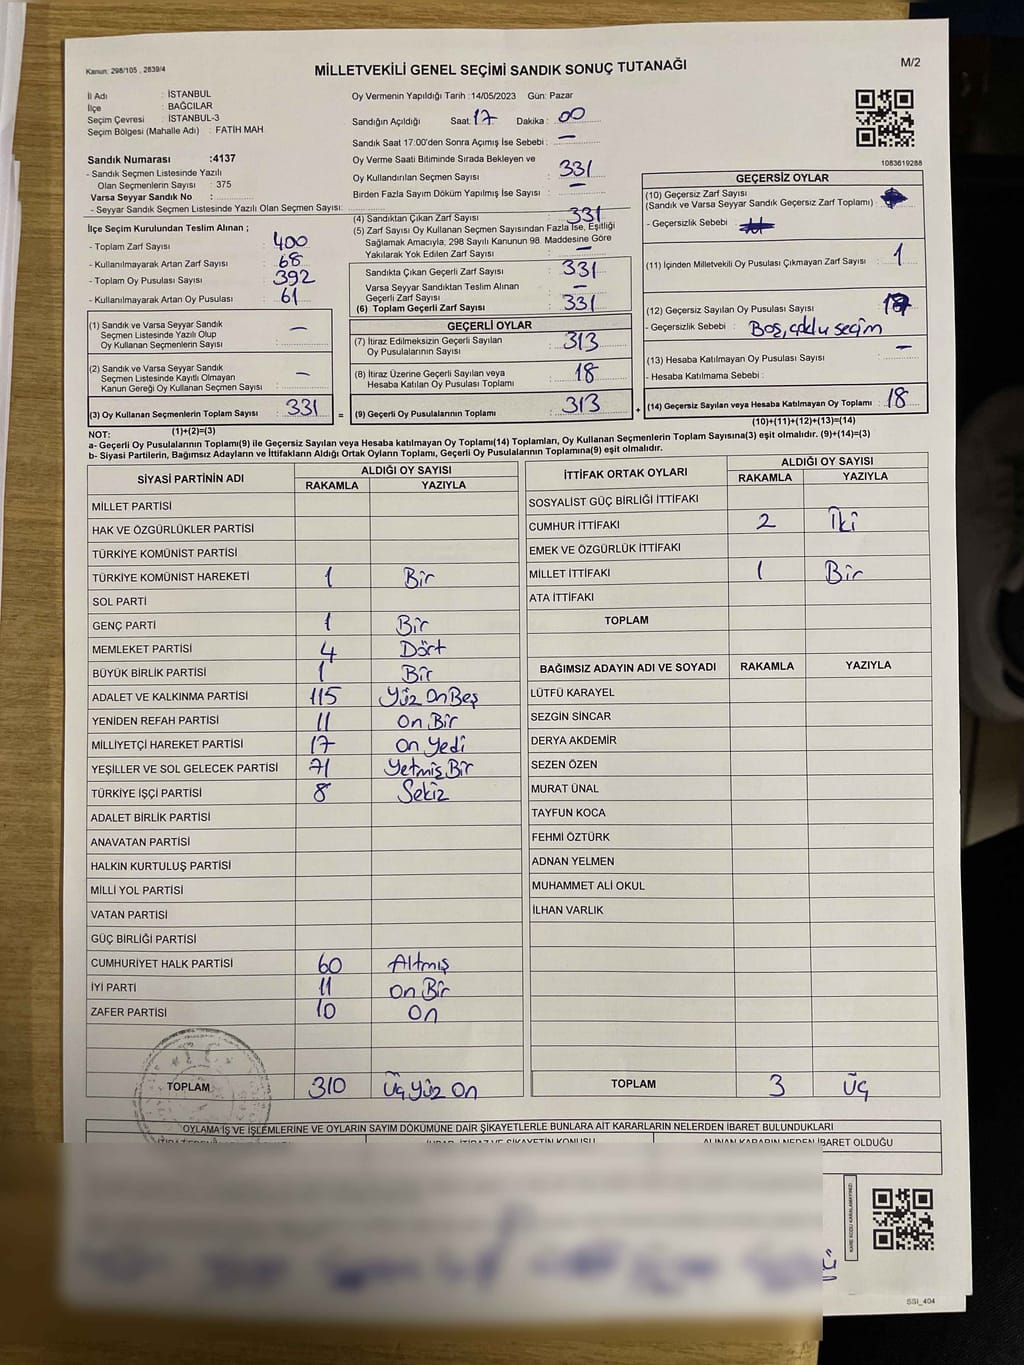 Kanun: 298/105 , 2839/4
MİLLETVEKİLİ GENEL SEÇİMİ SANDIK SONUÇ TUTANAĞI
M/2
İl Adı : İSTANBUL
İlçe : BAĞCILAR
Seçim Çevresi : İSTANBUL-3
Seçim Bölgesi (Mahalle Adı) : FATİH MAH
Sandık Numarası :4137
- Sandık Seçmen Listesinde Yazılı
Olan Seçmenlerin Sayısı : 375
Varsa Seyyar Sandık No :
- Seyyar Sandık Seçmen Listesinde Yazılı Olan Seçmen Sayısı:
İlçe Seçim Kurulundan Teslim Alınan ;
- Toplam Zarf Sayısı : 400
- Kullanılmayarak Artan Zarf Sayısı : 68
- Toplam Oy Pusulası Sayısı : 392
- Kullanılmayarak Artan Oy Pusulası : 61
(1) Sandık ve Varsa Seyyar Sandık
Seçmen Listesinde Yazılı Olup
Oy Kullanan Seçmenlerin Sayısı : —
(2) Sandık ve Varsa Seyyar Sandık
Seçmen Listesinde Kayıtlı Olmayan
Kanun Gereği Oy Kullanan Seçmen Sayısı : —
(3) Oy Kullanan Seçmenlerin Toplam Sayısı : 331 =
(1)+(2)=(3)
Oy Vermenin Yapıldığı Tarih :14/05/2023 Gün: Pazar
Sandığın Açıldığı Saat: 17 Dakika : 00
Sandık Saat 17:00'den Sonra Açımış İse Sebebi : —
Oy Verme Saati Bitiminde Sırada Bekleyen ve
Oy Kullandırılan Seçmen Sayısı : 331
Birden Fazla Sayım Döküm Yapılmış İse Sayısı : —
(4) Sandıktan Çıkan Zarf Sayısı : 331
(5) Zarf Sayısı Oy Kullanan Seçmen Sayısından Fazla İse, Eşitliği
Sağlamak Amacıyla, 298 Sayılı Kanunun 98. Maddesine Göre
Yakılarak Yok Edilen Zarf Sayısı : —
Sandıkta Çıkan Geçerli Zarf Sayısı : 331
Varsa Seyyar Sandıktan Teslim Alınan
Geçerli Zarf Sayısı : —
(6) Toplam Geçerli Zarf Sayısı : 331
GEÇERLİ OYLAR
(7) İtiraz Edilmeksizin Geçerli Sayılan
Oy Pusulalarının Sayısı : 313
(8) İtiraz Üzerine Geçerli Sayılan veya
Hesaba Katılan Oy Pusulası Toplamı : 18
(9) Geçerli Oy Pusulalarının Toplamı : 313 +
1083619288
GEÇERSİZ OYLAR
(10) Geçersiz Zarf Sayısı
(Sandık ve Varsa Seyyar Sandık Geçersiz Zarf Toplamı) :
- Geçersizlik Sebebi :
(11) İçinden Milletvekili Oy Pusulası Çıkmayan Zarf Sayısı : 1
(12) Geçersiz Sayılan Oy Pusulası Sayısı :
- Geçersizlik Sebebi : Boş, çoklu seçim
(13) Hesaba Katılmayan Oy Pusulası Sayısı : —
- Hesaba Katılmama Sebebi :
(14) Geçersiz Sayılan veya Hesaba Katılmayan Oy Toplamı : 18
(10)+(11)+(12)+(13)=(14)
NOT:
a- Geçerli Oy Pusulalarının Toplamı(9) ile Geçersiz Sayılan veya Hesaba katılmayan Oy Toplamı(14) Toplamları, Oy Kullanan Seçmenlerin Toplam Sayısına(3) eşit olmalıdır. (9)+(14)=(3)
b- Siyasi Partilerin, Bağımsız Adayların ve İttifakların Aldığı Ortak Oyların Toplamı, Geçerli Oy Pusulalarının Toplamına(9) eşit olmalıdır.
SİYASİ PARTİNİN ADI ALDIĞI OY SAYISI
RAKAMLA YAZIYLA
MİLLET PARTİSİ
HAK VE ÖZGÜRLÜKLER PARTİSİ
TÜRKİYE KOMÜNİST PARTİSİ
TÜRKİYE KOMÜNİST HAREKETİ 1 Bir
SOL PARTİ
GENÇ PARTİ 1 Bir
MEMLEKET PARTİSİ 4 Dört
BÜYÜK BİRLİK PARTİSİ 1 Bir
ADALET VE KALKINMA PARTİSİ 115 Yüz On Beş
YENİDEN REFAH PARTİSİ 11 On Bir
MİLLİYETÇİ HAREKET PARTİSİ 17 On Yedi
YEŞİLLER VE SOL GELECEK PARTİSİ 71 Yetmiş Bir
TÜRKİYE İŞÇİ PARTİSİ 8 Sekiz
ADALET BİRLİK PARTİSİ
ANAVATAN PARTİSİ
HALKIN KURTULUŞ PARTİSİ
MİLLİ YOL PARTİSİ
VATAN PARTİSİ
GÜÇ BİRLİĞİ PARTİSİ
CUMHURİYET HALK PARTİSİ 60 Altmış
İYİ PARTİ 11 On Bir
ZAFER PARTİSİ 10 On
TOPLAM 310 Üç Yüz On
İTTİFAK ORTAK OYLARI ALDIĞI OY SAYISI
RAKAMLA YAZIYLA
SOSYALİST GÜÇ BİRLİĞİ İTTİFAKI
CUMHUR İTTİFAKI 2 İki
EMEK VE ÖZGÜRLÜK İTTİFAKI
MİLLET İTTİFAKI 1 Bir
ATA İTTİFAKI
TOPLAM
BAĞIMSIZ ADAYIN ADI VE SOYADI RAKAMLA YAZIYLA
LÜTFÜ KARAYEL
SEZGİN SİNCAR
DERYA AKDEMİR
SEZEN ÖZEN
MURAT ÜNAL
TAYFUN KOCA
FEHMİ ÖZTÜRK
ADNAN YELMEN
MUHAMMET ALİ OKUL
İLHAN VARLIK
TOPLAM 3 Üç
OYLAMA İŞ VE İŞLEMLERİNE VE OYLARIN SAYIM DÖKÜMÜNE DAİR ŞİKAYETLERLE BUNLARA AİT KARARLARIN NELERDEN İBARET BULUNDUKLARI
ALINAN KARARIN NEDEN İBARET OLDUĞU
KARE KODU KARALAMAYINIZ!
SSI_404